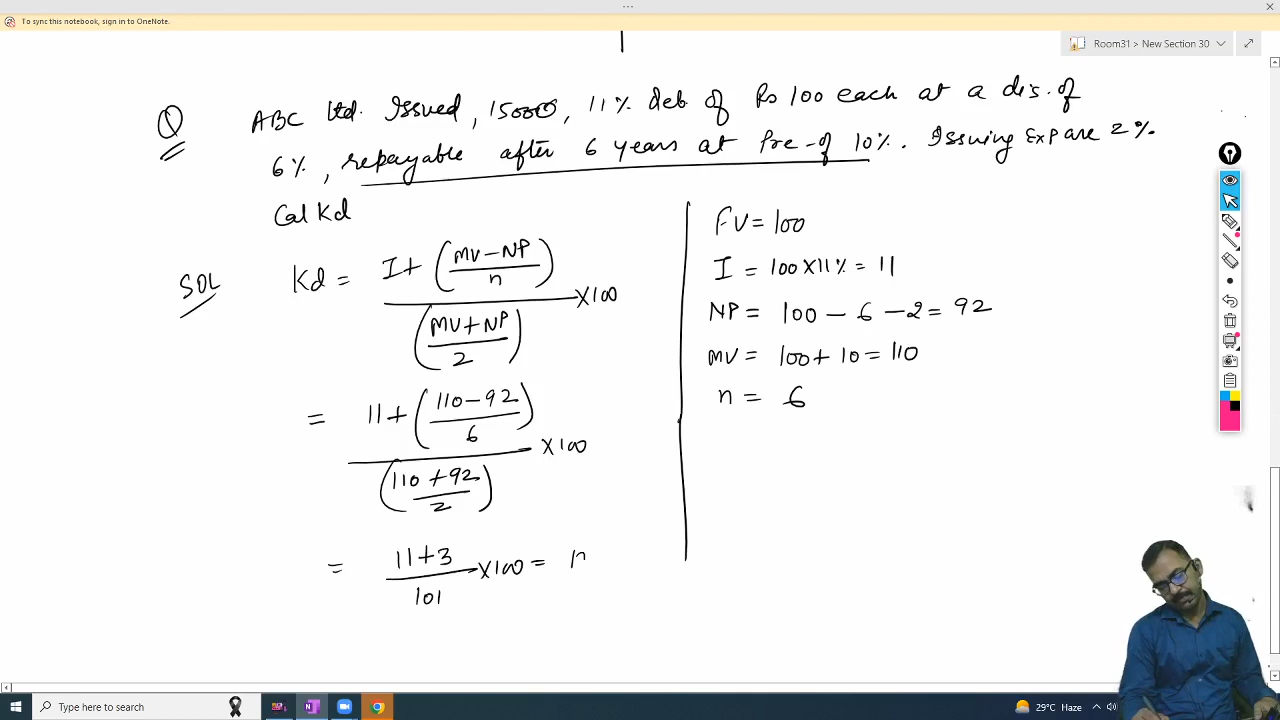 To sync this notebook, sign in to OneNote.
Room31 > New Section 30
Q ABC Ltd. Issued, 15000, 11% deb of Rs 100 each at a dis. of
6%, repayable after 6 years at Pre- of 10%. Issuing Exp are 2%.
Cal Kd
SOL Kd = I + (MV - NP / n) / (MV + NP / 2) × 100
= 11 + (110 - 92 / 6) / (110 + 92 / 2) × 100
= 11 + 3 / 101 × 100 =
FV = 100
I = 100 × 11% = 11
NP = 100 - 6 - 2 = 92
MV = 100 + 10 = 110
n = 6
Type here to search
29°C Haze